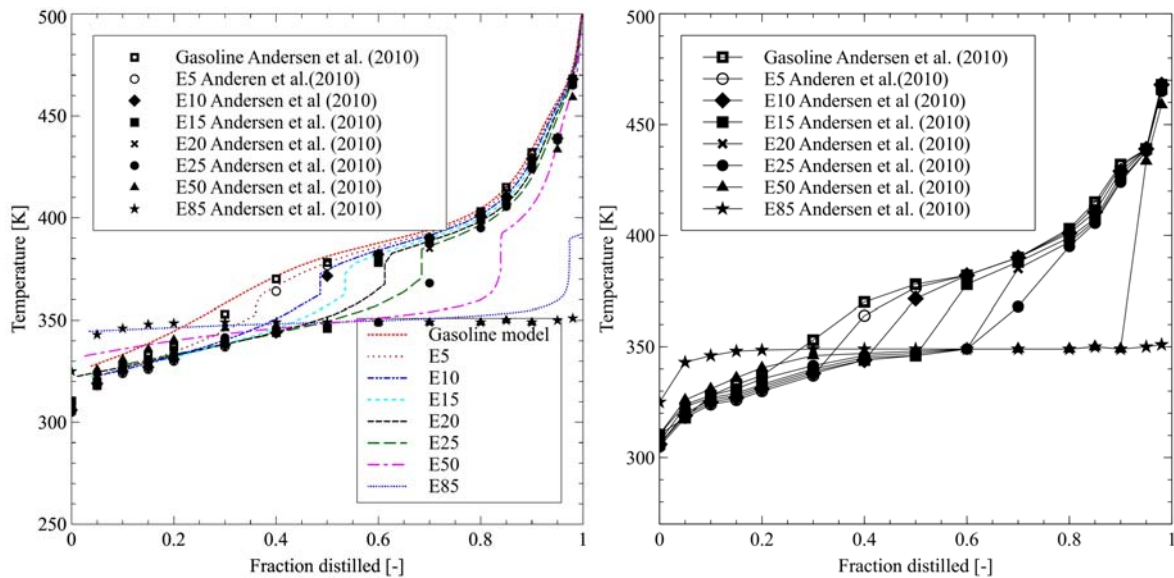 500
450
400
350
300
250
Temperature [K]
Gasoline Andersen et al. (2010)
E5 Anderen et al.(2010)
E10 Andersen et al (2010)
E15 Andersen et al. (2010)
E20 Andersen et al. (2010)
E25 Andersen et al. (2010)
E50 Andersen et al. (2010)
E85 Andersen et al. (2010)
Gasoline model
E5
E10
E15
E20
E25
E50
E85
0 0.2 0.4 0.6 0.8 1
Fraction distilled [-]
500
450
400
350
300
Temperature [K]
Gasoline Andersen et al. (2010)
E5 Anderen et al.(2010)
E10 Andersen et al (2010)
E15 Andersen et al. (2010)
E20 Andersen et al. (2010)
E25 Andersen et al. (2010)
E50 Andersen et al. (2010)
E85 Andersen et al. (2010)
0 0.2 0.4 0.6 0.8 1
Fraction distilled [-]